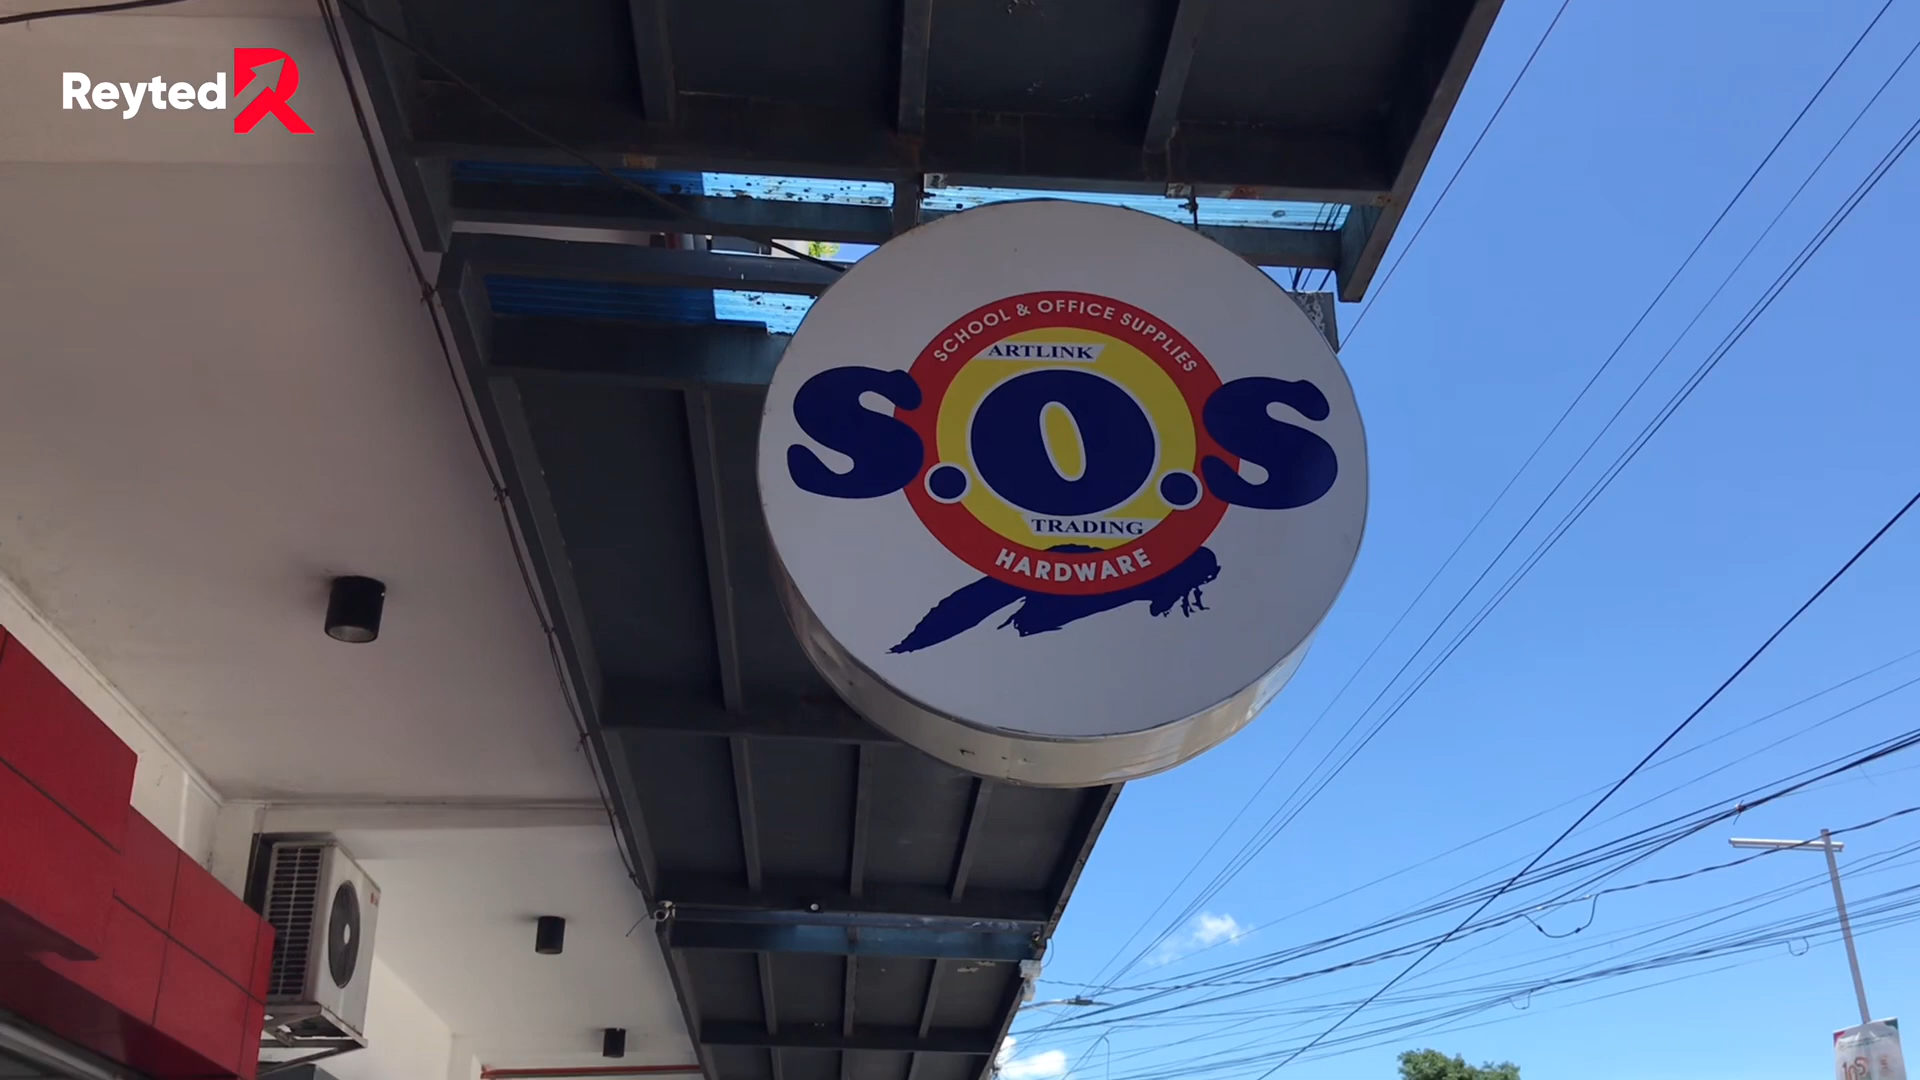 Reyted
SCHOOL & OFFICE SUPPLIES
ARTLINK
S.O.S
TRADING
HARDWARE